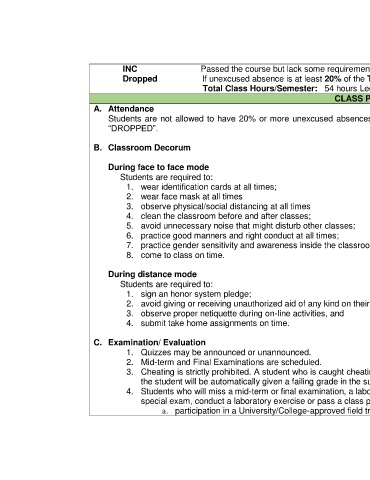 INC Passed the course but lack some requiremen
Dropped If unexcused absence is at least 20% of the T
Total Class Hours/Semester: 54 hours Le
CLASS P
A. Attendance
Students are not allowed to have 20% or more unexcused absences
“DROPPED”.
B. Classroom Decorum
During face to face mode
Students are required to:
1. wear identification cards at all times;
2. wear face mask at all times
3. observe physical/social distancing at all times
4. clean the classroom before and after classes;
5. avoid unnecessary noise that might disturb other classes;
6. practice good manners and right conduct at all times;
7. practice gender sensitivity and awareness inside the classroo
8. come to class on time.
During distance mode
Students are required to:
1. sign an honor system pledge;
2. avoid giving or receiving unauthorized aid of any kind on their
3. observe proper netiquette during on-line activities, and
4. submit take home assignments on time.
C. Examination/ Evaluation
1. Quizzes may be announced or unannounced.
2. Mid-term and Final Examinations are scheduled.
3. Cheating is strictly prohibited. A student who is caught cheati
the student will be automatically given a failing grade in the su
4. Students who will miss a mid-term or final examination, a labo
special exam, conduct a laboratory exercise or pass a class p
a. participation in a University/College-approved field tr